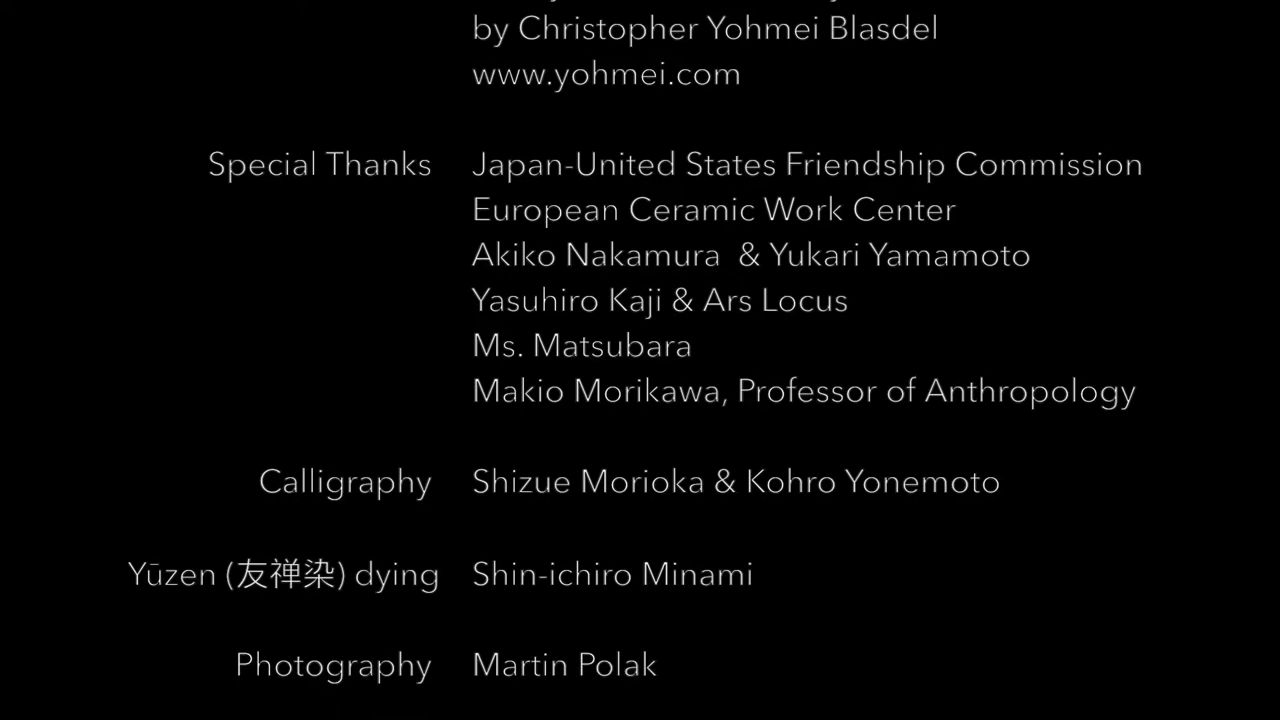 by Christopher Yohmei Blasdel
www.yohmei.com
Special Thanks Japan-United States Friendship Commission
European Ceramic Work Center
Akiko Nakamura & Yukari Yamamoto
Yasuhiro Kaji & Ars Locus
Ms. Matsubara
Makio Morikawa, Professor of Anthropology
Calligraphy Shizue Morioka & Kohro Yonemoto
Yūzen (友禅染) dying Shin-ichiro Minami
Photography Martin Polak